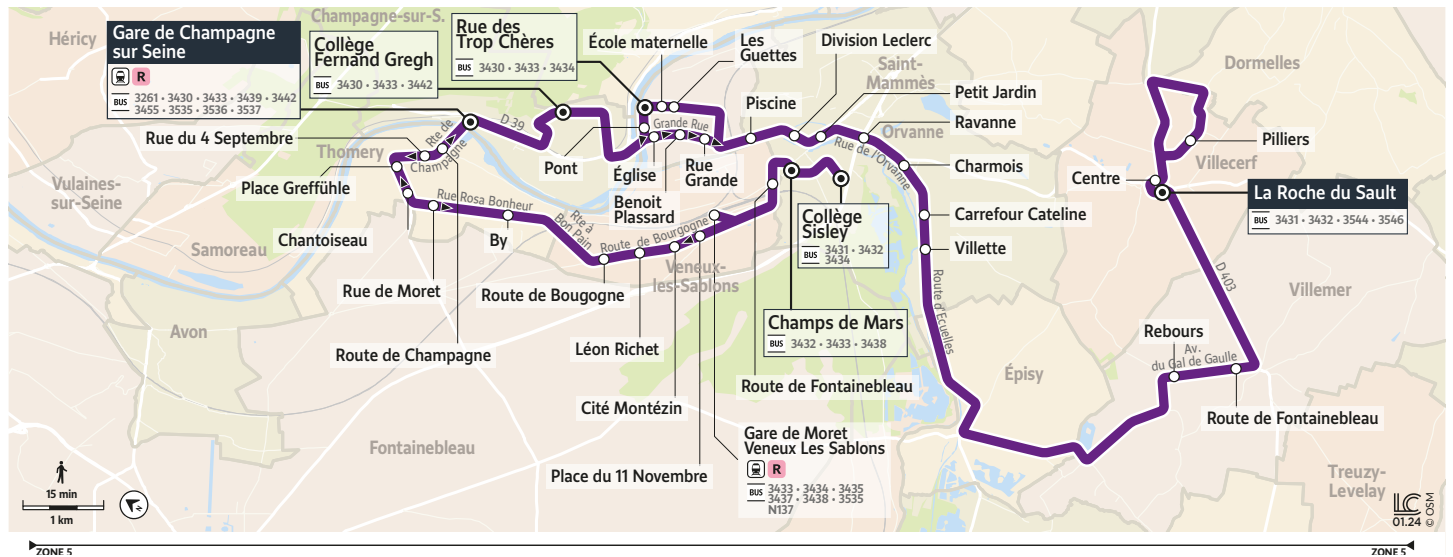 Champagne-sur-S.
Héricy
Gare de Champagne
sur Seine
R
BUS 3261 • 3430 • 3433 • 3439 • 3442
3455 • 3535 • 3536 • 3537
Collège
Fernand Gregh
BUS 3430 • 3433 • 3442
Rue des
Trop Chères
BUS 3430 • 3433 • 3434
École maternelle
Les
Guettes
Division Leclerc
Saint-
Mammès
Dormelles
Petit Jardin
Piscine
Ravanne
Orvanne
D 39
Grande Rue
Rue de l'Orvanne
Rue du 4 Septembre
Rte de
Champagne
Thomery
Pilliers
Villecerf
Charmois
Pont
Église
Rue
Grande
Centre
Vulaines-
sur-Seine
Place Greffühle
Rue Rosa Bonheur
Benoit
Plassard
La Roche du Sault
BUS 3431 • 3432 • 3544 • 3546
Carrefour Cateline
Collège
Sisley
BUS 3431 • 3432
3434
Chantoiseau
By
Rte à
Bon Pain
Route de Bourgogne
Samoreau
Villette
Veneux-
les-Sablons
D 403
Rue de Moret
Route de Bougogne
Route d'Ecuelles
Villemer
Avon
Champs de Mars
BUS 3432 • 3433 • 3438
Rebours
Route de Champagne
Léon Richet
Av.
du Gal de Gaulle
Épisy
Route de Fontainebleau
Cité Montézin
Route de Fontainebleau
Fontainebleau
Gare de Moret
Veneux Les Sablons
R
BUS 3433 • 3434 • 3435
3437 • 3438 • 3535
N137
Place du 11 Novembre
Treuzy-
Levelay
15 min
1 km
LC
01.24 © OSM
ZONE 5
ZONE 5